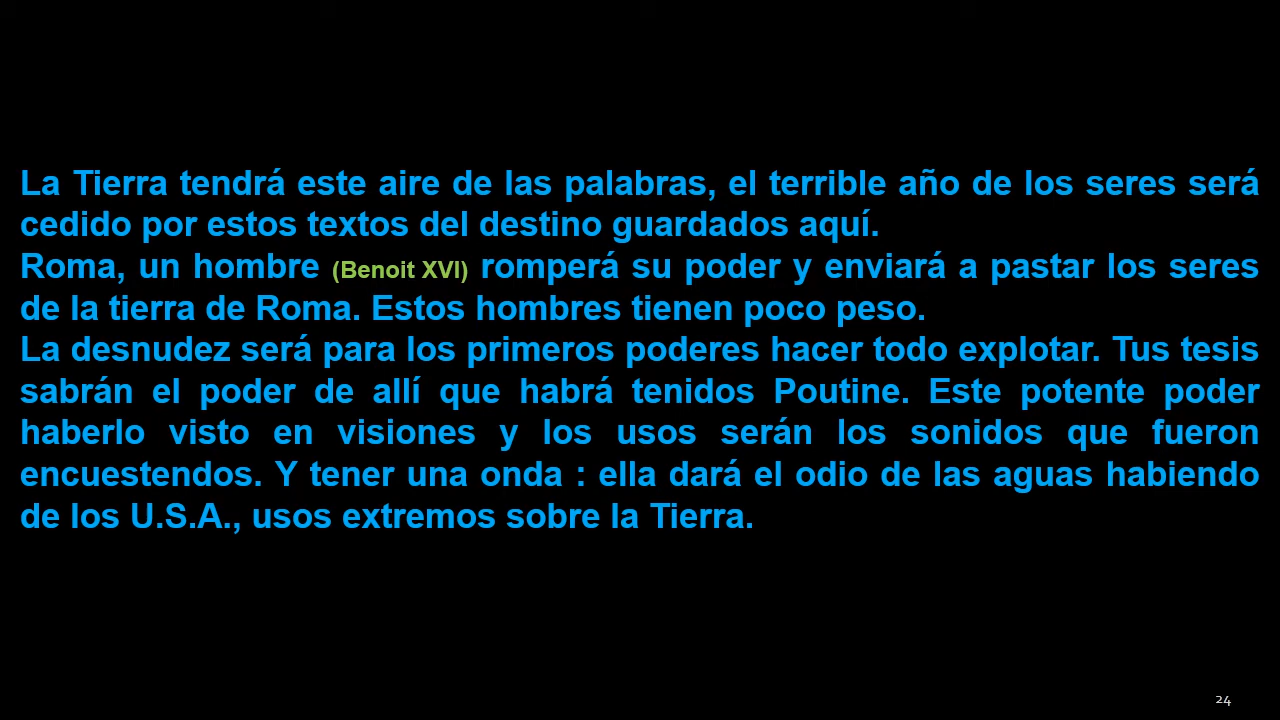 La Tierra tendrá este aire de las palabras, el terrible año de los seres será
cedido por estos textos del destino guardados aquí.
Roma, un hombre (Benoit XVI) romperá su poder y enviará a pastar los seres
de la tierra de Roma. Estos hombres tienen poco peso.
La desnudez será para los primeros poderes hacer todo explotar. Tus tesis
sabrán el poder de allí que habrá tenidos Poutine. Este potente poder
haberlo visto en visiones y los usos serán los sonidos que fueron
encuestendos. Y tener una onda : ella dará el odio de las aguas habiendo
de los U.S.A., usos extremos sobre la Tierra.
24